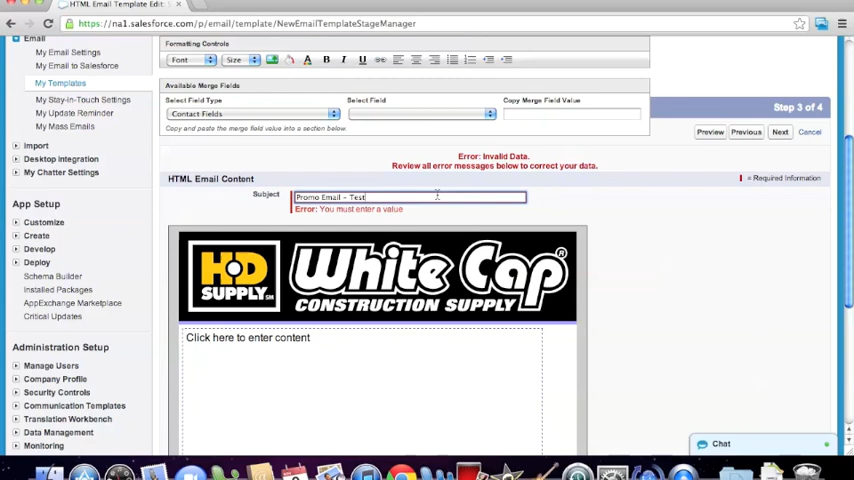 HTML Email Template Edit: S
https://na1.salesforce.com/p/email/template/NewEmailTemplateStageManager
Email
My Email Settings
My Email to Salesforce
My Templates
My Stay-in-Touch Settings
My Update Reminder
My Mass Emails
Import
Desktop Integration
My Chatter Settings
App Setup
Customize
Create
Develop
Deploy
Schema Builder
Installed Packages
AppExchange Marketplace
Critical Updates
Administration Setup
Manage Users
Company Profile
Security Controls
Communication Templates
Translation Workbench
Data Management
Monitoring
Formatting Controls
Font Size A B I U
Available Merge Fields
Select Field Type Select Field Copy Merge Field Value
Contact Fields
Copy and paste the merge field value into a section below.
Step 3 of 4
Preview Previous Next Cancel
Error: Invalid Data.
Review all error messages below to correct your data.
HTML Email Content
= Required Information
Subject Promo Email - Test
Error: You must enter a value
HD SUPPLY SM
White Cap®
CONSTRUCTION SUPPLY
Click here to enter content
Chat